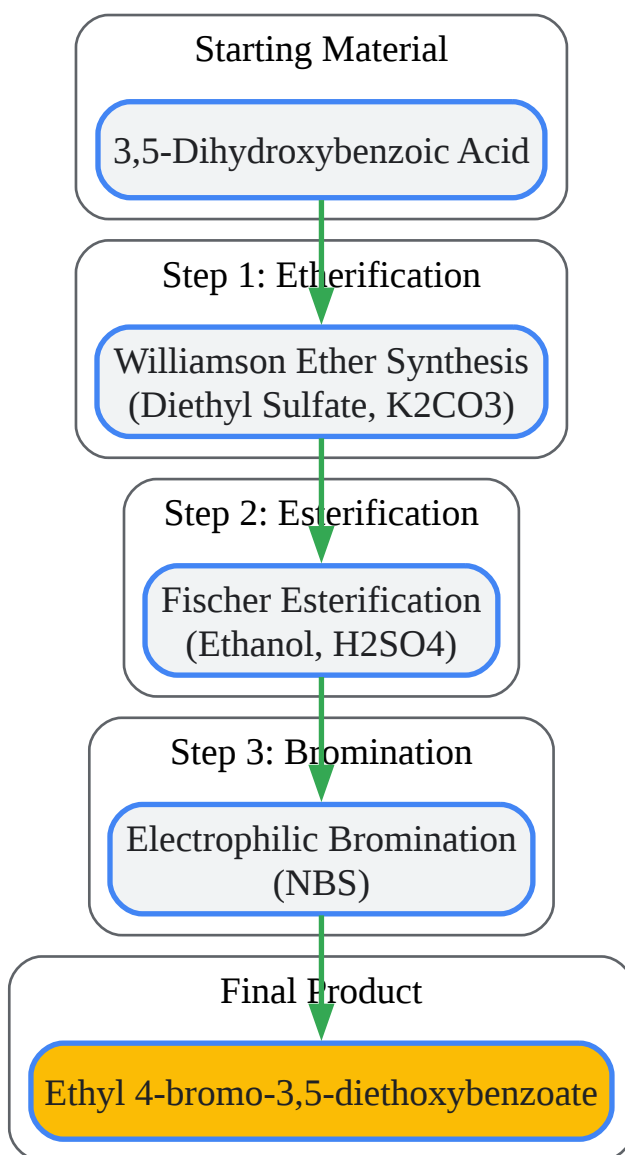 Starting Material
3,5-Dihydroxybenzoic Acid
Step 1: Etherification
Williamson Ether Synthesis
(Diethyl Sulfate, K2CO3)
Step 2: Esterification
Fischer Esterification
(Ethanol, H2SO4)
Step 3: Bromination
Electrophilic Bromination
(NBS)
Final Product
Ethyl 4-bromo-3,5-diethoxybenzoate